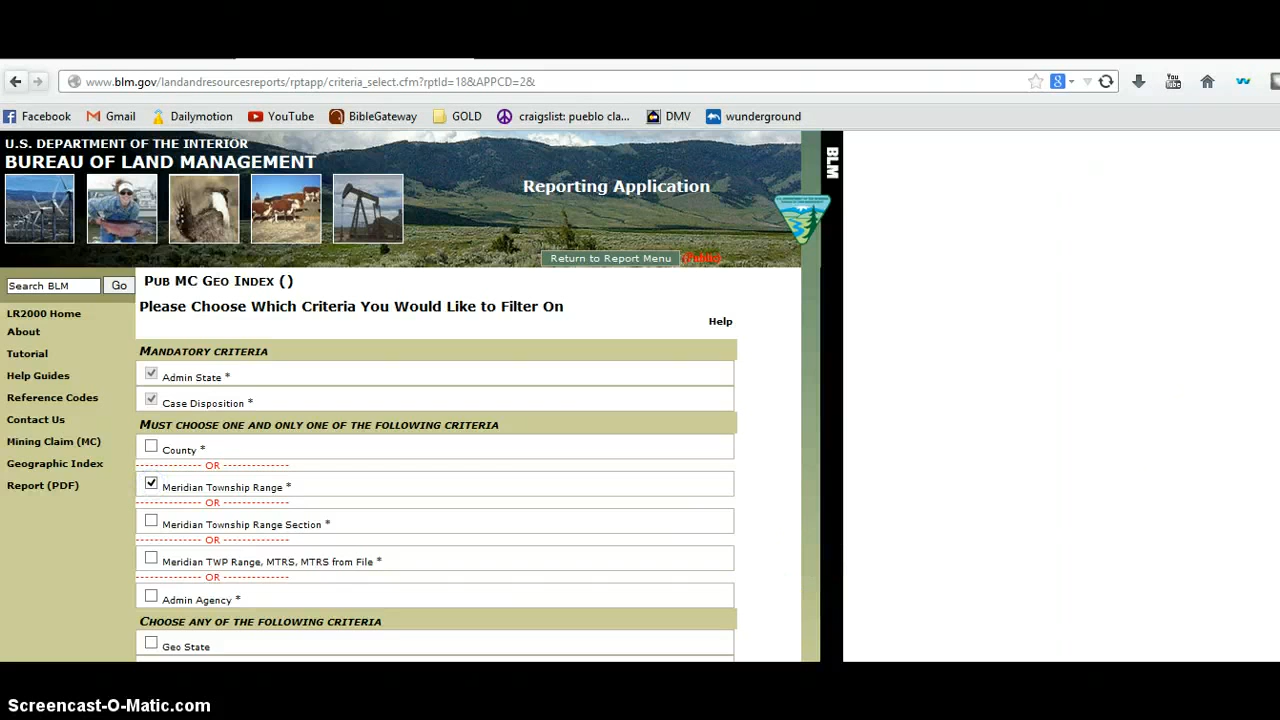 www.blm.gov/landandresourcesreports/rptapp/criteria_select.cfm?rptId=18&APPCD=2&
8
You Tube
Facebook Gmail Dailymotion YouTube BibleGateway GOLD craigslist: pueblo cla... DMV wunderground
U.S. DEPARTMENT OF THE INTERIOR
BUREAU OF LAND MANAGEMENT
BLM
Reporting Application
Return to Report Menu (Public)
Search BLM Go
LR2000 Home
About
Tutorial
Help Guides
Reference Codes
Contact Us
Mining Claim (MC)
Geographic Index
Report (PDF)
PUB MC GEO INDEX ()
Please Choose Which Criteria You Would Like to Filter On
Help
MANDATORY CRITERIA
Admin State *
Case Disposition *
MUST CHOOSE ONE AND ONLY ONE OF THE FOLLOWING CRITERIA
County *
------------- OR -------------
Meridian Township Range *
------------- OR -------------
Meridian Township Range Section *
------------- OR -------------
Meridian TWP Range, MTRS, MTRS from File *
------------- OR -------------
Admin Agency *
CHOOSE ANY OF THE FOLLOWING CRITERIA
Geo State
Screencast-O-Matic.com